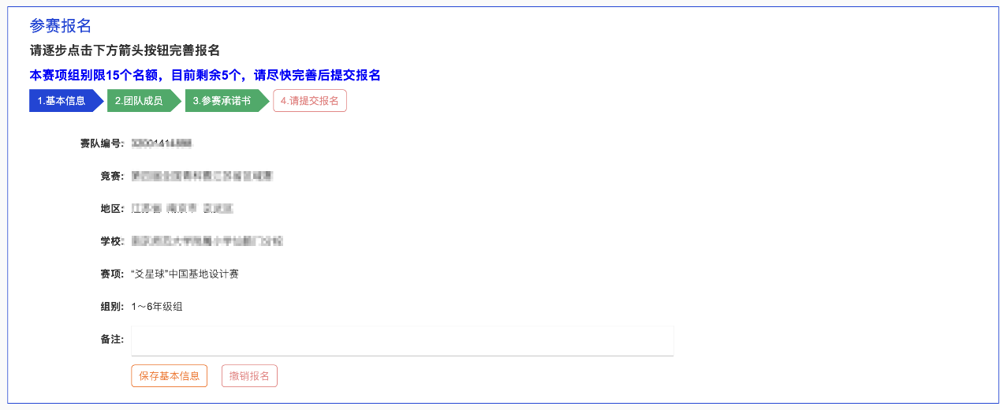 参赛报名
请逐步点击下方箭头按钮完善报名
本赛项组别限15个名额，目前剩余5个，请尽快完善后提交报名
1.基本信息 2.团队成员 3.参赛承诺书 4.请提交报名
赛队编号:
竞赛:
地区:
学校:
赛项: “爻星球”中国基地设计赛
组别: 1～6年级组
备注:
保存基本信息 撤销报名